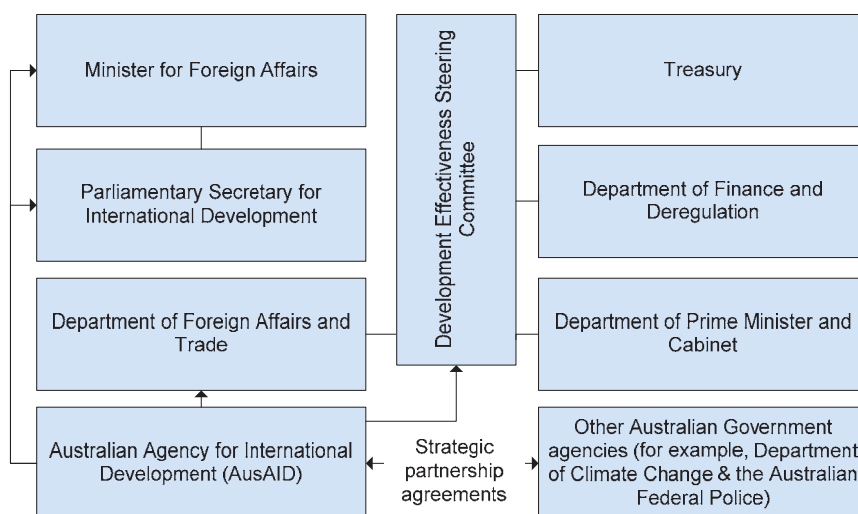 Minister for Foreign Affairs
Parliamentary Secretary for
International Development
Department of Foreign Affairs and
Trade
Australian Agency for International
Development (AusAID)
Development Effectiveness Steering
Committee
Strategic
partnership
agreements
Treasury
Department of Finance and
Deregulation
Department of Prime Minister and
Cabinet
Other Australian Government
agencies (for example, Department
of Climate Change & the Australian
Federal Police)